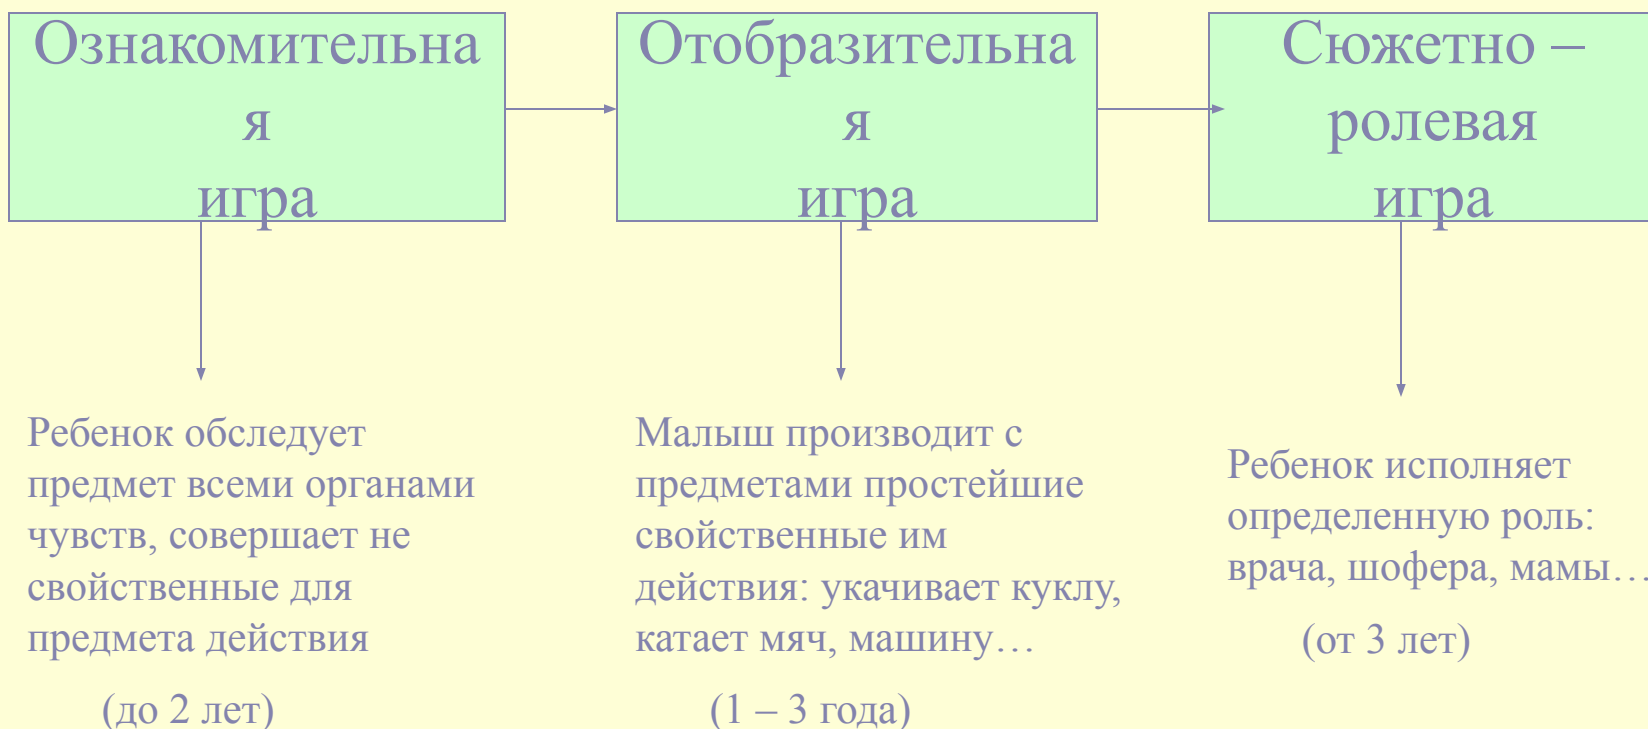 Ознакомительна
я
игра
Отобразительна
я
игра
Сюжетно –
ролевая
игра
Ребенок обследует
предмет всеми органами
чувств, совершает не
свойственные для
предмета действия
(до 2 лет)
Малыш производит с
предметами простейшие
свойственные им
действия: укачивает куклу,
катает мяч, машину…
(1 – 3 года)
Ребенок исполняет
определенную роль:
врача, шофера, мамы…
(от 3 лет)